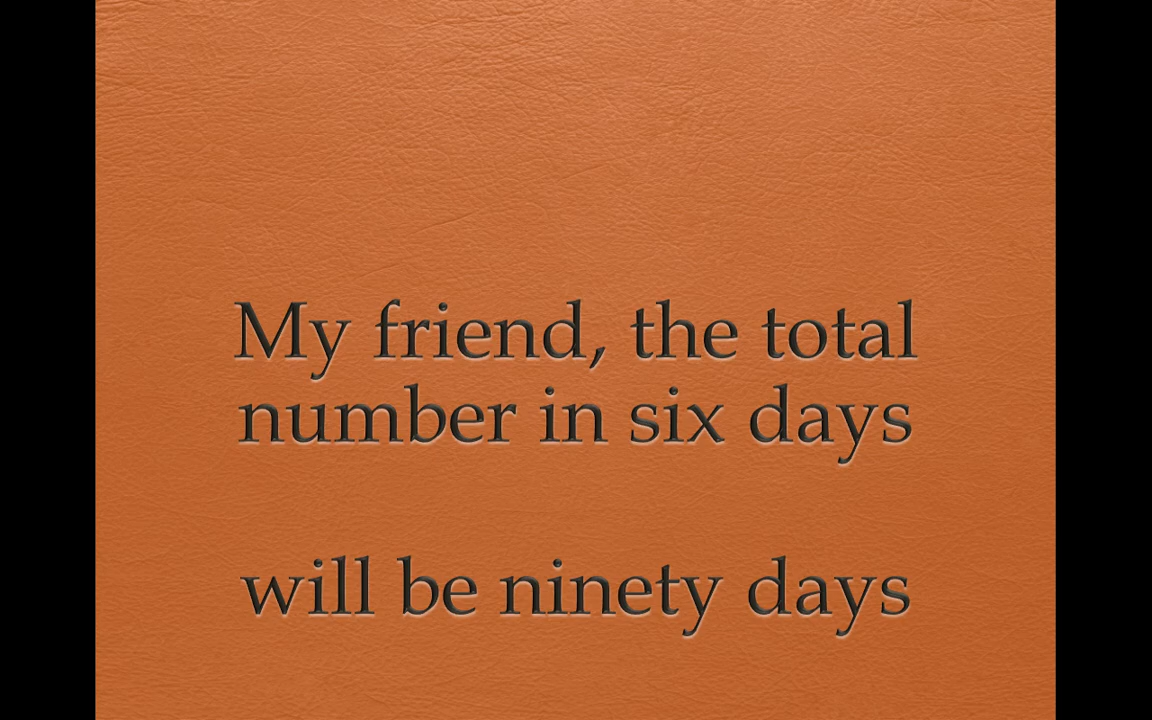 My friend, the total
number in six days
will be ninety days